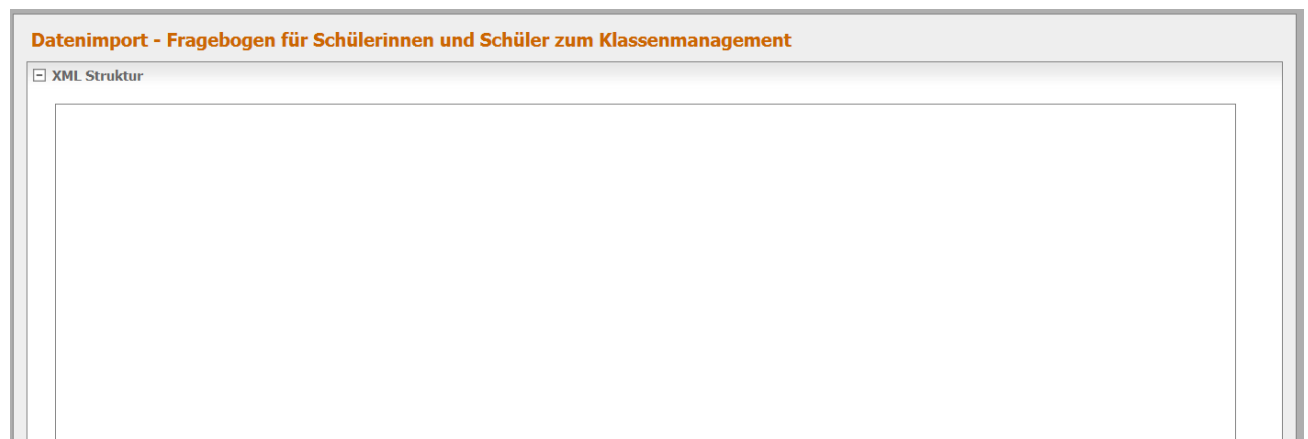 Datenimport - Fragebogen für Schülerinnen und Schüler zum Klassenmanagement
XML Struktur